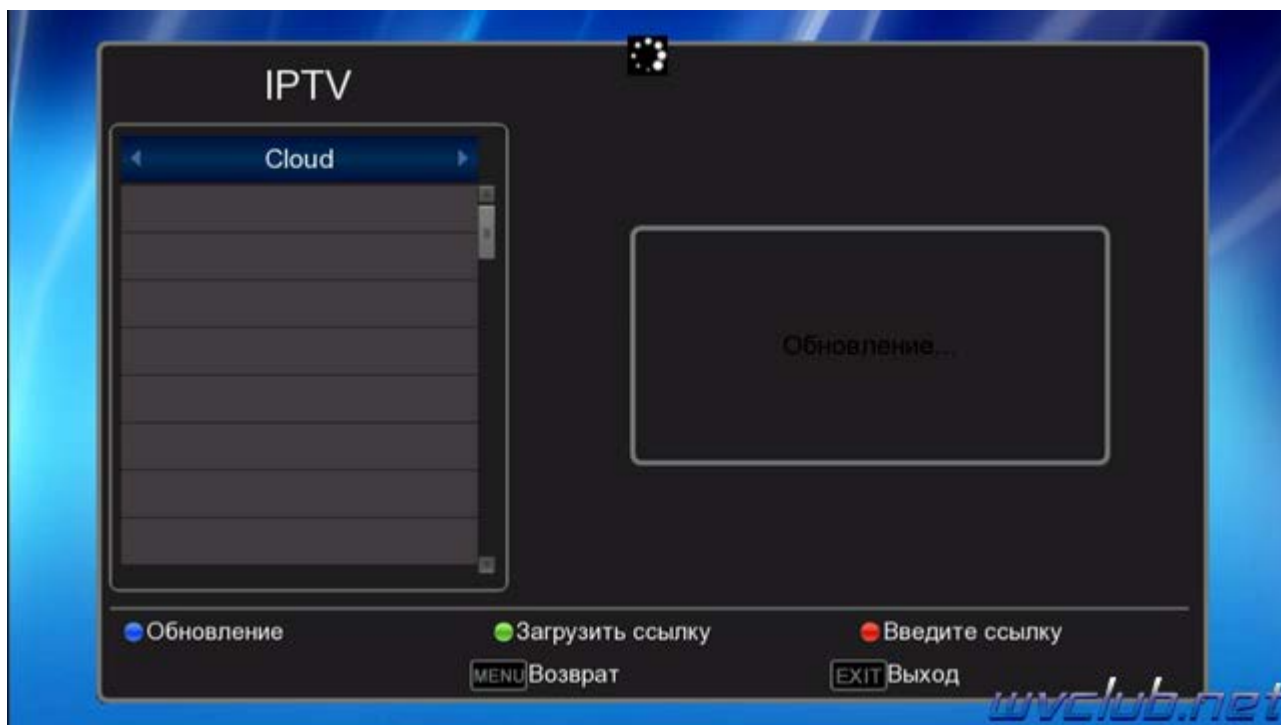 IPTV
Cloud
Обновление...
Обновление
Загрузить ссылку
Введите ссылку
MENU Возврат
EXIT Выход
wvclub.net